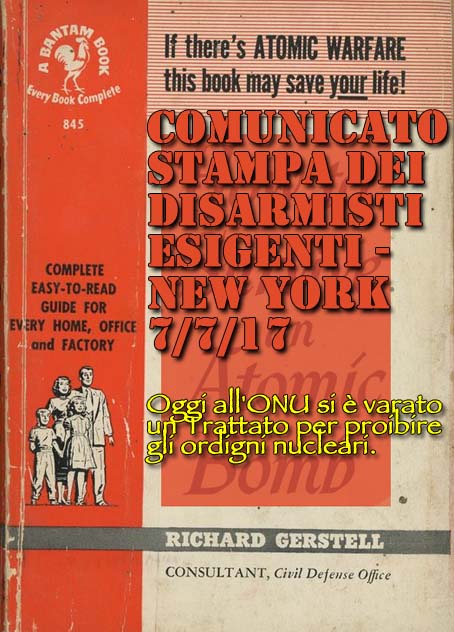 A BANTAM BOOK
Every Book Complete
845
If there's ATOMIC WARFARE
this book may save your life!
COMUNICATO
STAMPA DEI
DISARMISTI
ESIGENTI -
NEW YORK
7/7/17
COMPLETE
EASY-TO-READ
GUIDE FOR
EVERY HOME, OFFICE
and FACTORY
Atomic
Oggi all'ONU si è varato
un Trattato per proibire
gli ordigni nucleari.
Bomb
RICHARD GERSTELL
CONSULTANT, Civil Defense Office